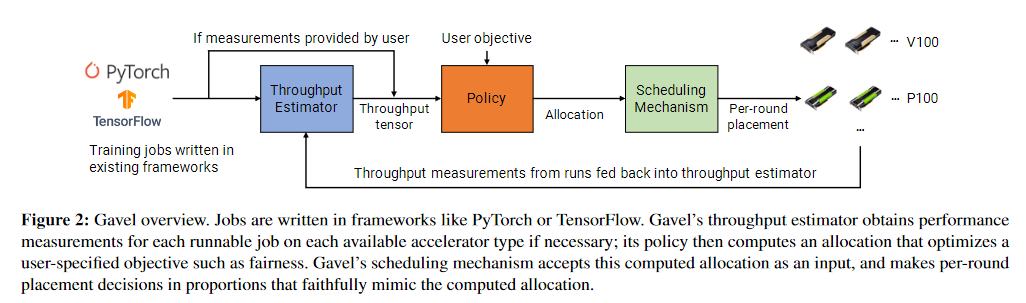 If measurements provided by user
User objective
... V100
PyTorch
Throughput
Estimator
Policy
Scheduling
Mechanism
... P100
TensorFlow
Throughput
tensor
Allocation
Per-round
placement
...
Training jobs written in
existing frameworks
Throughput measurements from runs fed back into throughput estimator
Figure 2: Gavel overview. Jobs are written in frameworks like PyTorch or TensorFlow. Gavel's throughput estimator obtains performance
measurements for each runnable job on each available accelerator type if necessary; its policy then computes an allocation that optimizes a
user-specified objective such as fairness. Gavel's scheduling mechanism accepts this computed allocation as an input, and makes per-round
placement decisions in proportions that faithfully mimic the computed allocation.